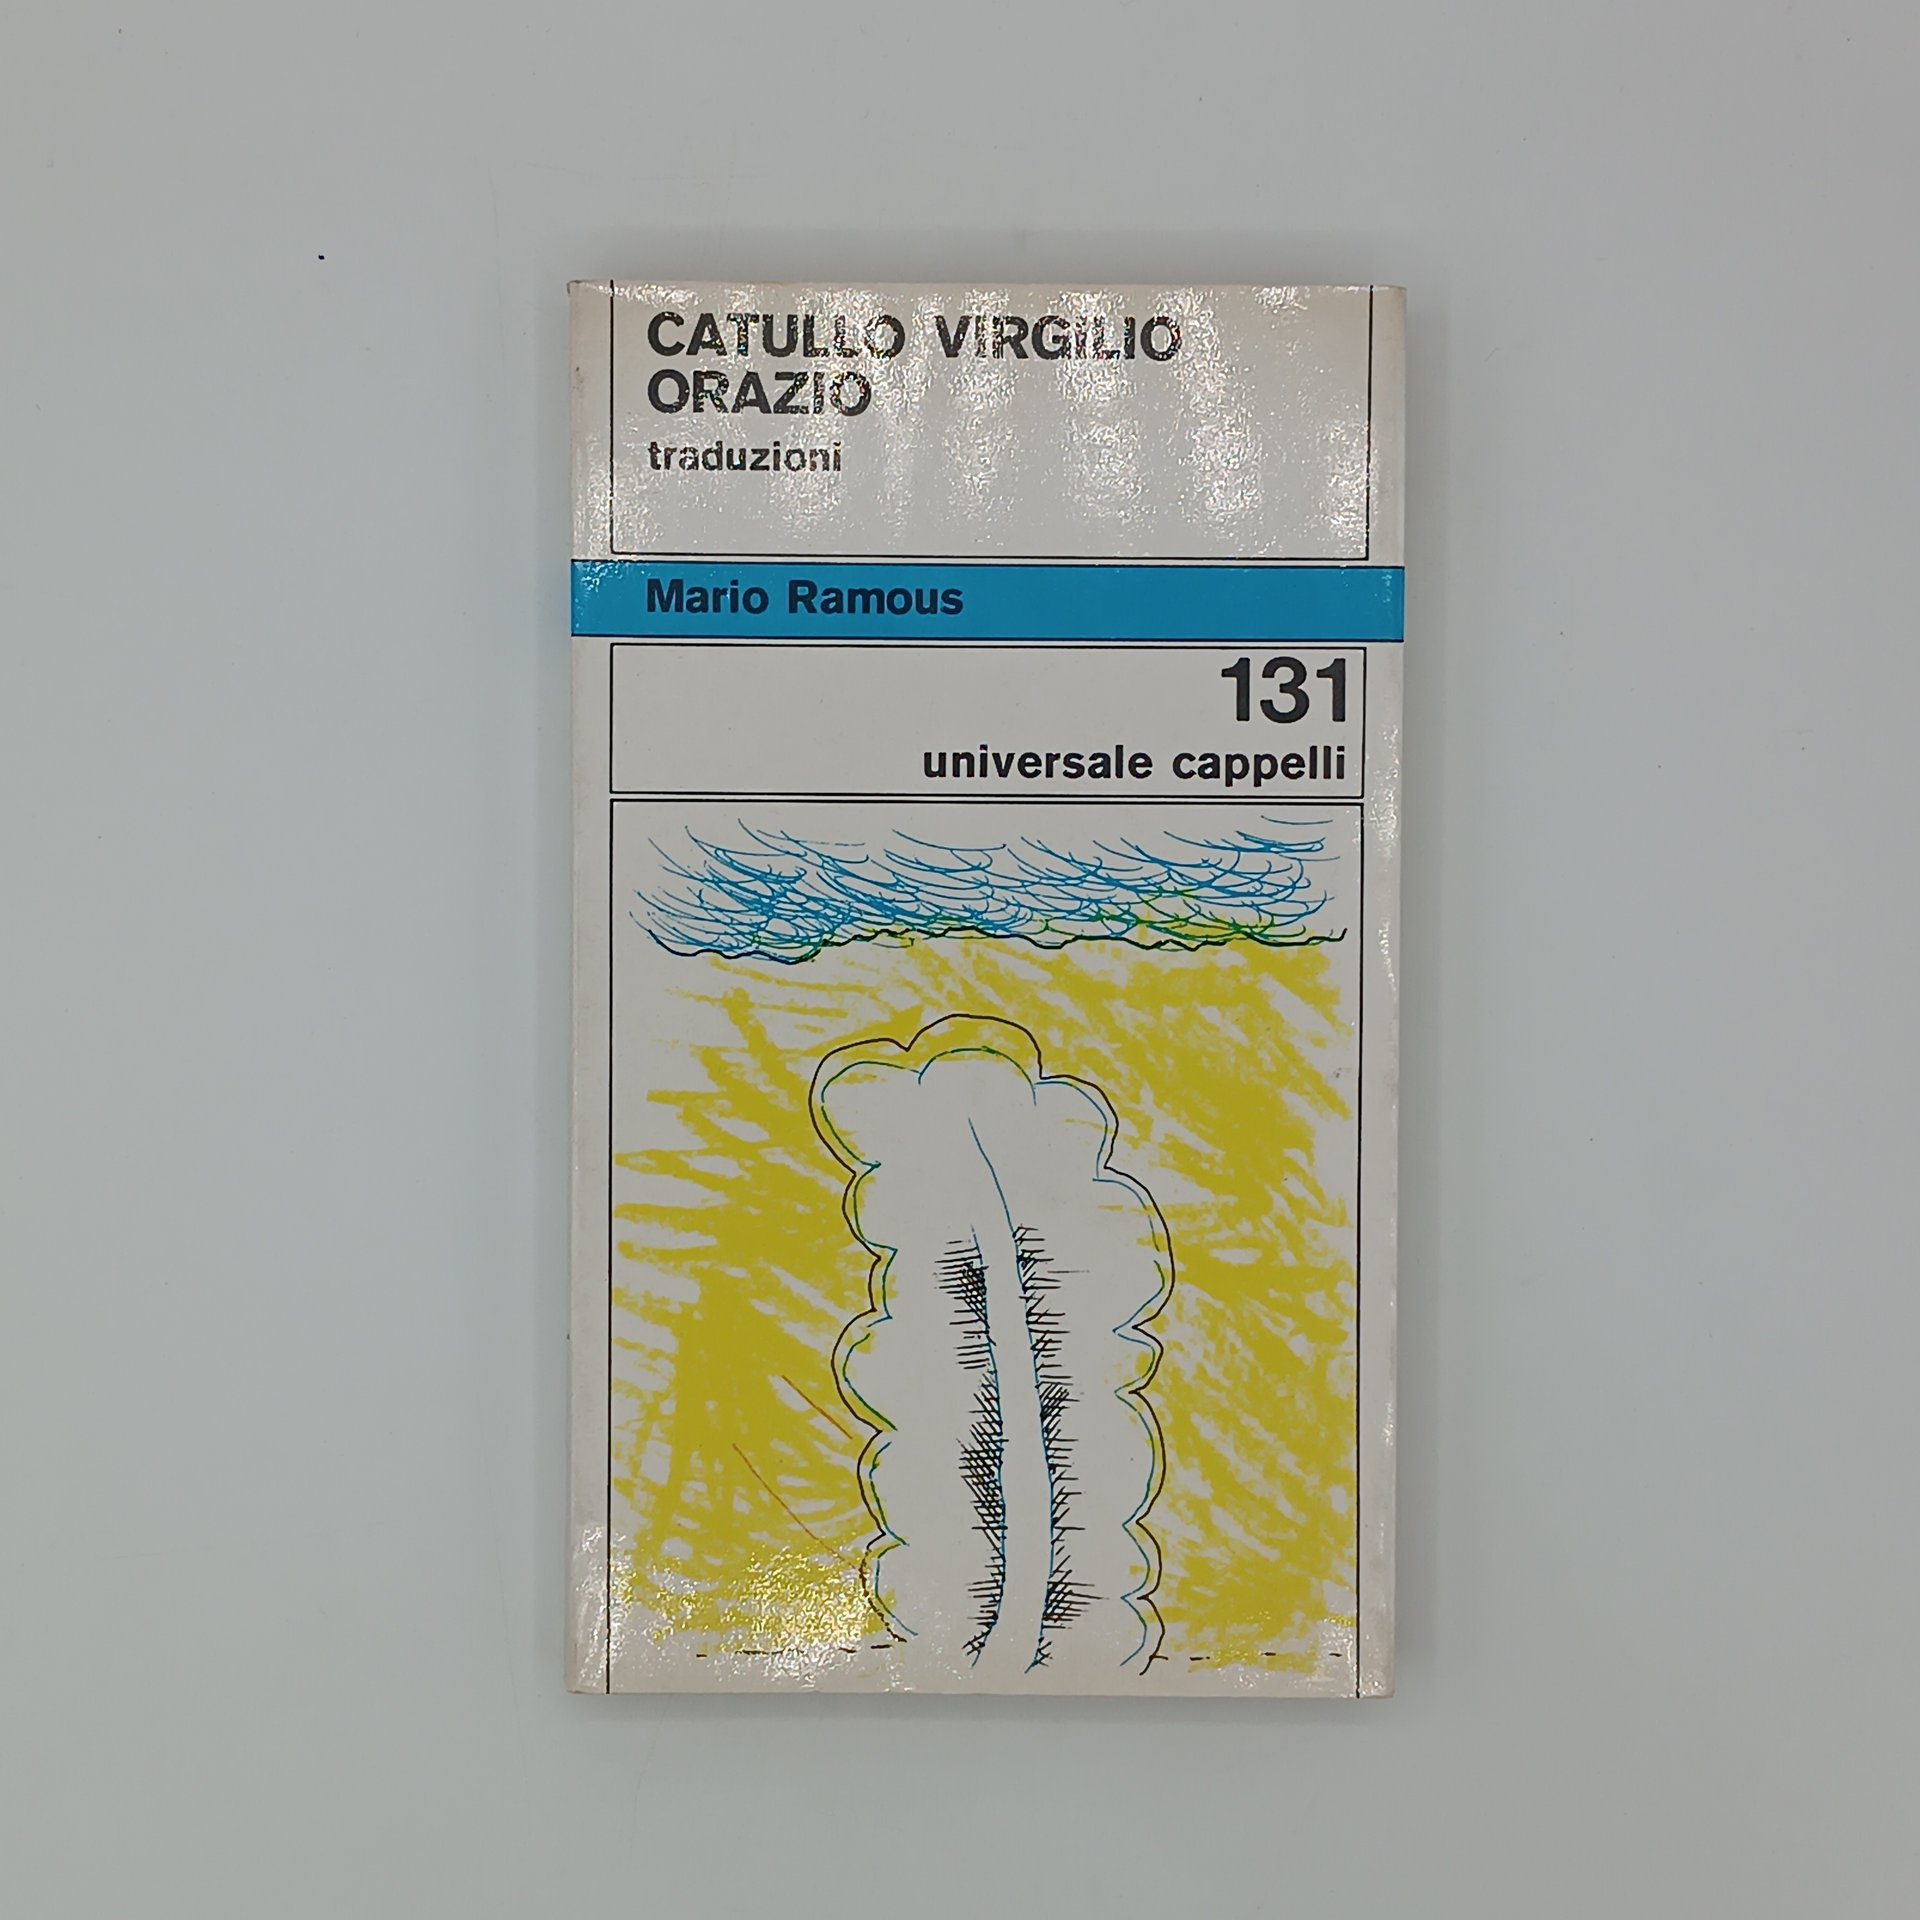 CATULLO VIRGILIO
ORAZIO
traduzioni
Mario Ramous
131
universale cappelli